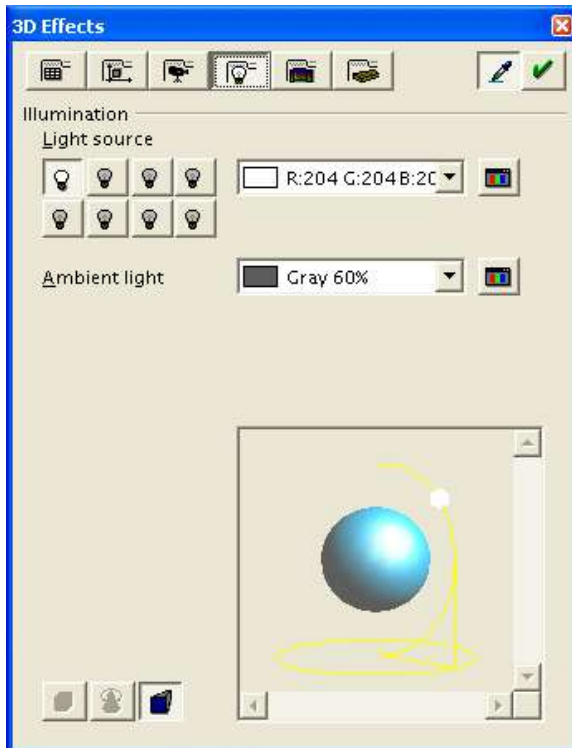 3D Effects
Illumination
Light source
R:204 G:204 B:20
Ambient light
Gray 60%